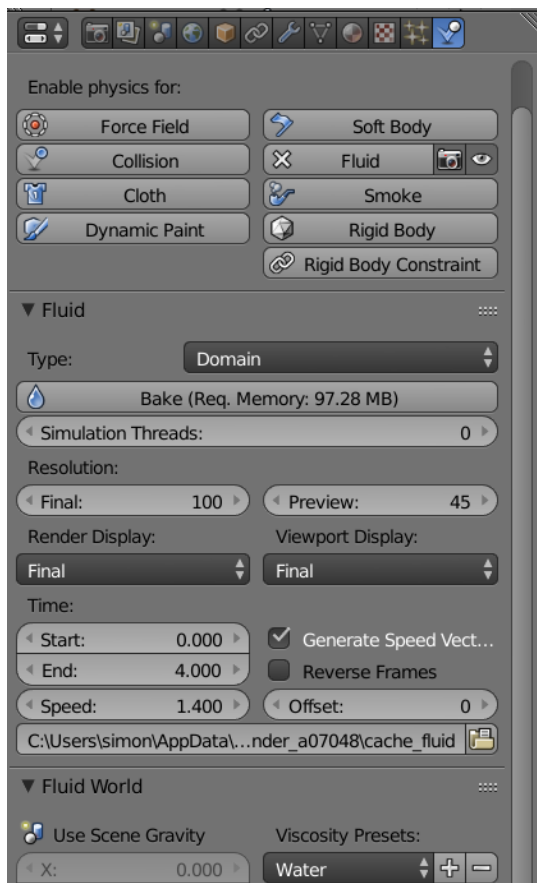 Enable physics for:
Force Field Soft Body
Collision Fluid
Cloth Smoke
Dynamic Paint Rigid Body
Rigid Body Constraint
Fluid
Type: Domain
Bake (Req. Memory: 97.28 MB)
Simulation Threads: 0
Resolution:
Final: 100 Preview: 45
Render Display: Viewport Display:
Final Final
Time:
Start: 0.000 Generate Speed Vect...
End: 4.000 Reverse Frames
Speed: 1.400 Offset: 0
C:\Users\simon\AppData\...nder_a07048\cache_fluid
Fluid World
Use Scene Gravity Viscosity Presets:
X: 0.000 Water